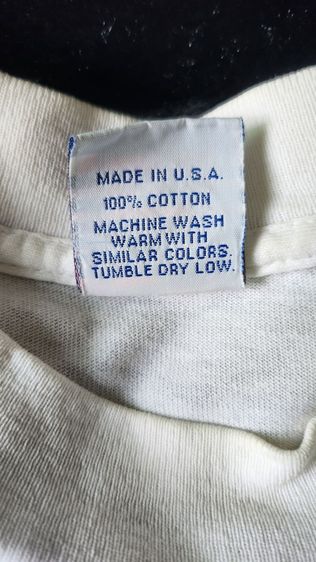 MADE IN U.S.A.
100% COTTON
MACHINE WASH
WARM WITH
SIMILAR COLORS.
TUMBLE DRY LOW.